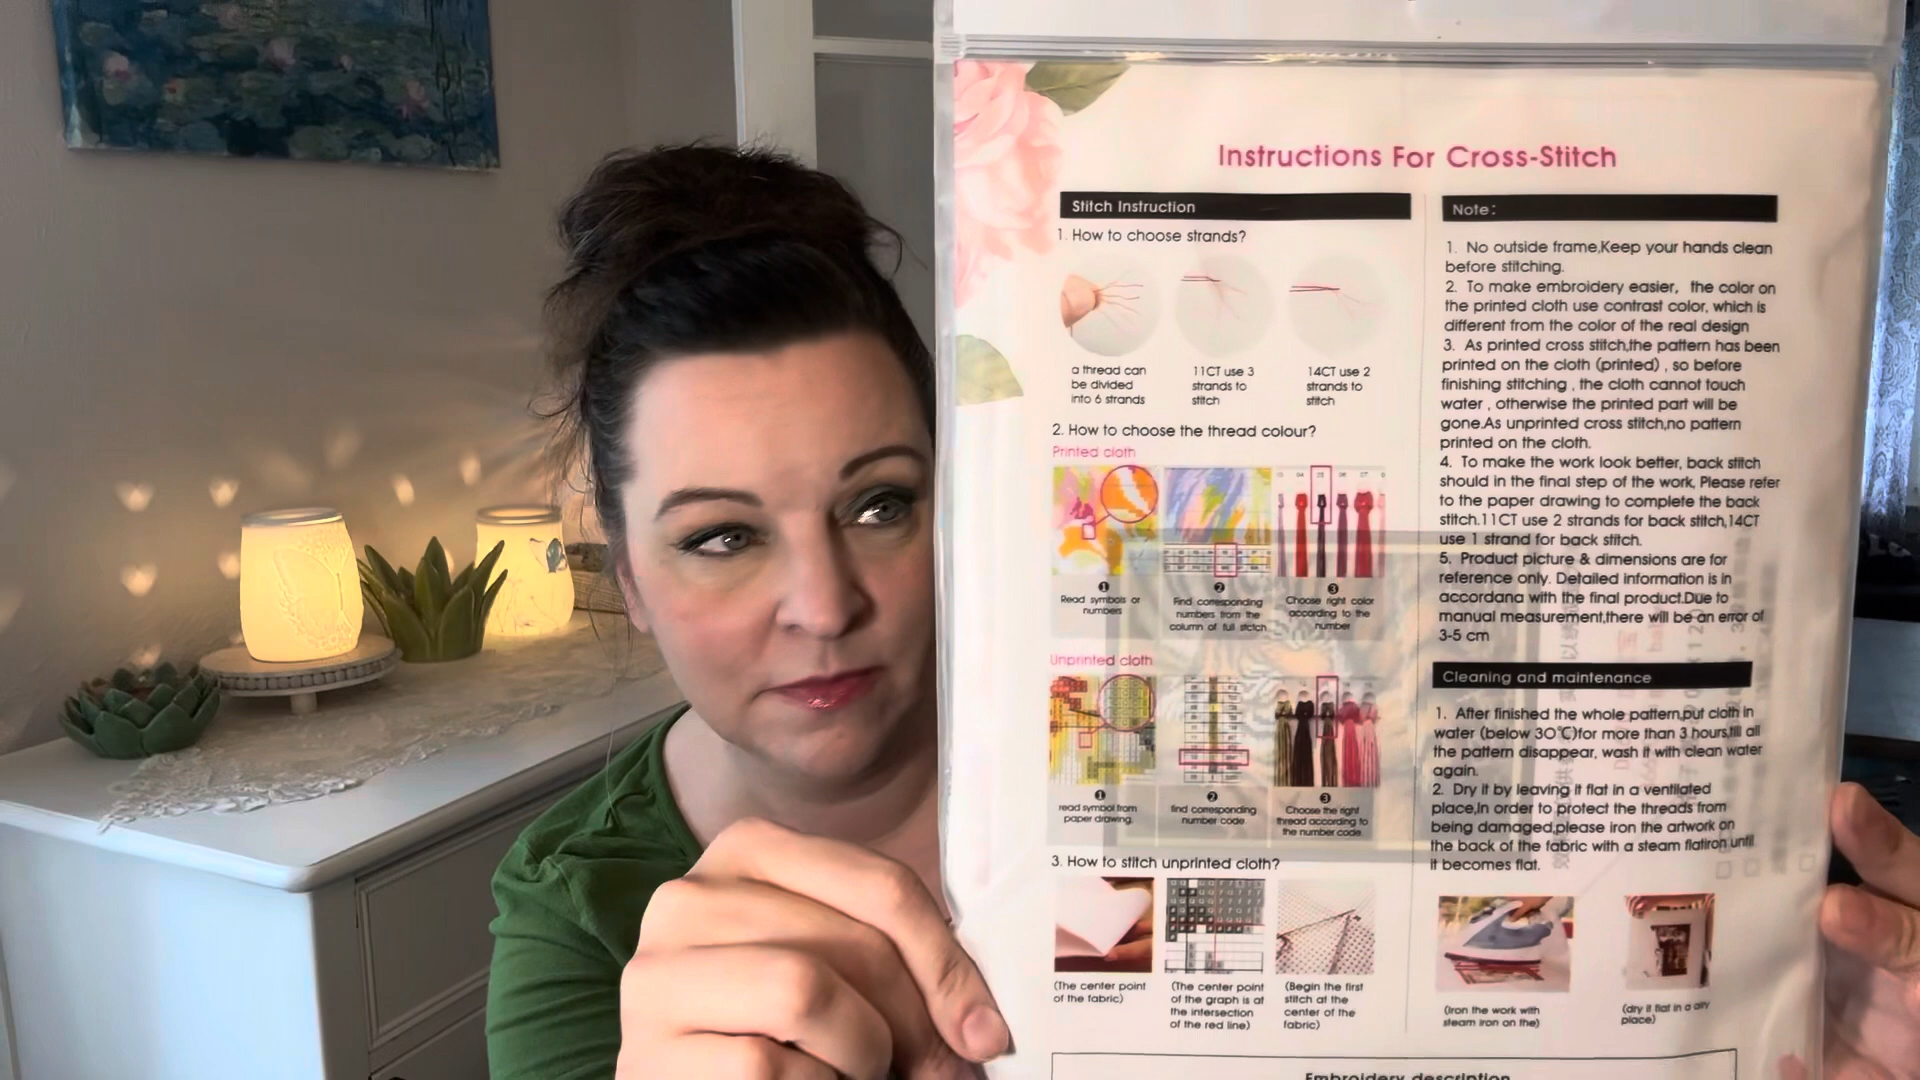 Instructions For Cross-Stitch
Stitch Instruction
1. How to choose strands?
a thread can
be divided
into 6 strands
11CT use 3
strands to
stitch
14CT use 2
strands to
stitch
2. How to choose the thread colour?
Printed cloth
03 04 05 06 07
❶
Read symbols or
numbers
❷
Find corresponding
numbers from the
column of full stctch
❸
Choose right color
according to the
number
Unprinted cloth
❶
read symbol from
paper drawing.
❷
find corresponding
number code.
❸
Choose the right
thread according to
the number code.
3. How to stitch unprinted cloth?
(The center point
of the fabric)
(The center point
of the graph is at
the intersection
of the red line)
(Begin the first
stitch at the
center of the
fabric)
Note:
1. No outside frame,Keep your hands clean
before stitching.
2. To make embroidery easier, the color on
the printed cloth use contrast color, which is
different from the color of the real design
3. As printed cross stitch,the pattern has been
printed on the cloth (printed) , so before
finishing stitching , the cloth cannot touch
water , otherwise the printed part will be
gone.As unprinted cross stitch,no pattern
printed on the cloth.
4. To make the work look better, back stitch
should in the final step of the work, Please refer
to the paper drawing to complete the back
stitch.11CT use 2 strands for back stitch,14CT
use 1 strand for back stitch.
5. Product picture & dimensions are for
reference only. Detailed information is in
accordana with the final product.Due to
manual measurement,there will be an error of
3-5 cm
Cleaning and maintenance
1. After finished the whole pattern,put cloth in
water (below 30℃)for more than 3 hours,till all
the pattern disappear, wash it with clean water
again.
2. Dry it by leaving it flat in a ventilated
place,In order to protect the threads from
being damaged,please iron the artwork on
the back of the fabric with a steam flatiron until
it becomes flat.
(Iron the work with
steam iron on the)
(dry it flat in a airy
place)
Embroidery description